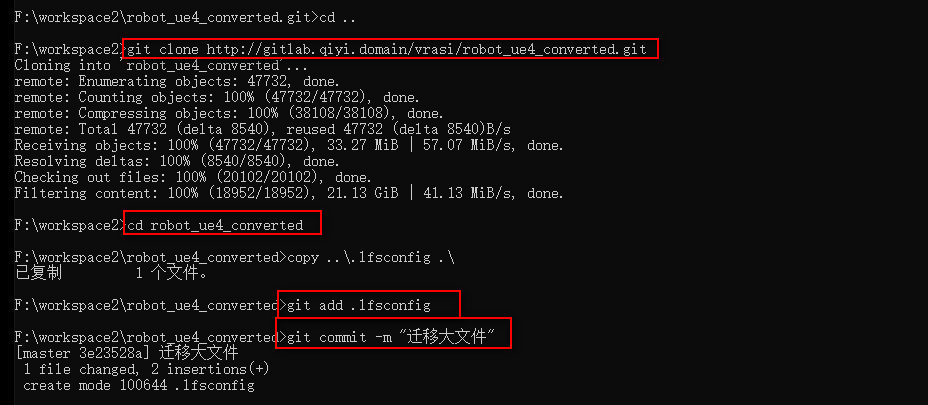 F:\workspace2\robot_ue4_converted.git>cd ..
F:\workspace2>git clone http://gitlab.qiyi.domain/vrasi/robot_ue4_converted.git
Cloning into 'robot_ue4_converted'...
remote: Enumerating objects: 47732, done.
remote: Counting objects: 100% (47732/47732), done.
remote: Compressing objects: 100% (38108/38108), done.
remote: Total 47732 (delta 8540), reused 47732 (delta 8540)B/s
Receiving objects: 100% (47732/47732), 33.27 MiB | 57.07 MiB/s, done.
Resolving deltas: 100% (8540/8540), done.
Checking out files: 100% (20102/20102), done.
Filtering content: 100% (18952/18952), 21.13 GiB | 41.13 MiB/s, done.
F:\workspace2>cd robot_ue4_converted
F:\workspace2\robot_ue4_converted>copy ..\.lfsconfig .\
已复制         1 个文件。
F:\workspace2\robot_ue4_converted>git add .lfsconfig
F:\workspace2\robot_ue4_converted>git commit -m "迁移大文件"
[master 3e23528a] 迁移大文件
1 file changed, 2 insertions(+)
create mode 100644 .lfsconfig